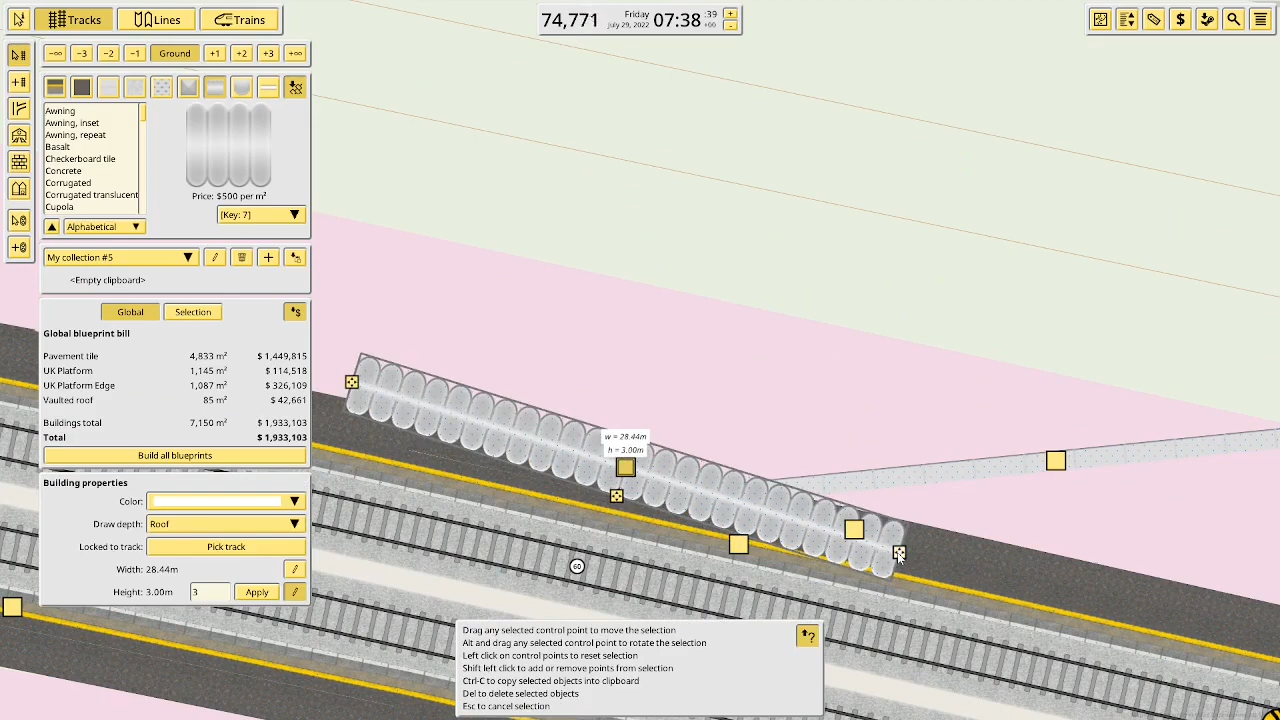 Tracks
Lines
Trains
74,771
Friday
July 29, 2022
07:38
:39
+00
−∞
−3
−2
−1
Ground
+1
+2
+3
+∞
Awning
Awning, inset
Awning, repeat
Basalt
Checkerboard tile
Concrete
Corrugated
Corrugated translucent
Cupola
Alphabetical
Price: $500 per m²
[Key: 7]
My collection #5
<Empty clipboard>
Global
Selection
Global blueprint bill
Pavement tile 4,833 m² $ 1,449,815
UK Platform 1,145 m² $ 114,518
UK Platform Edge 1,087 m² $ 326,109
Vaulted roof 85 m² $ 42,661
Buildings total 7,150 m² $ 1,933,103
Total $ 1,933,103
Build all blueprints
Building properties
Color:
Draw depth: Roof
Locked to track: Pick track
Width: 28.44m
Height: 3.00m 3 Apply
w = 28.44m
h = 3.00m
60
Drag any selected control point to move the selection
Alt and drag any selected control point to rotate the selection
Left click on control points to reset selection
Shift left click to add or remove points from selection
Ctrl-C to copy selected objects into clipboard
Del to delete selected objects
Esc to cancel selection